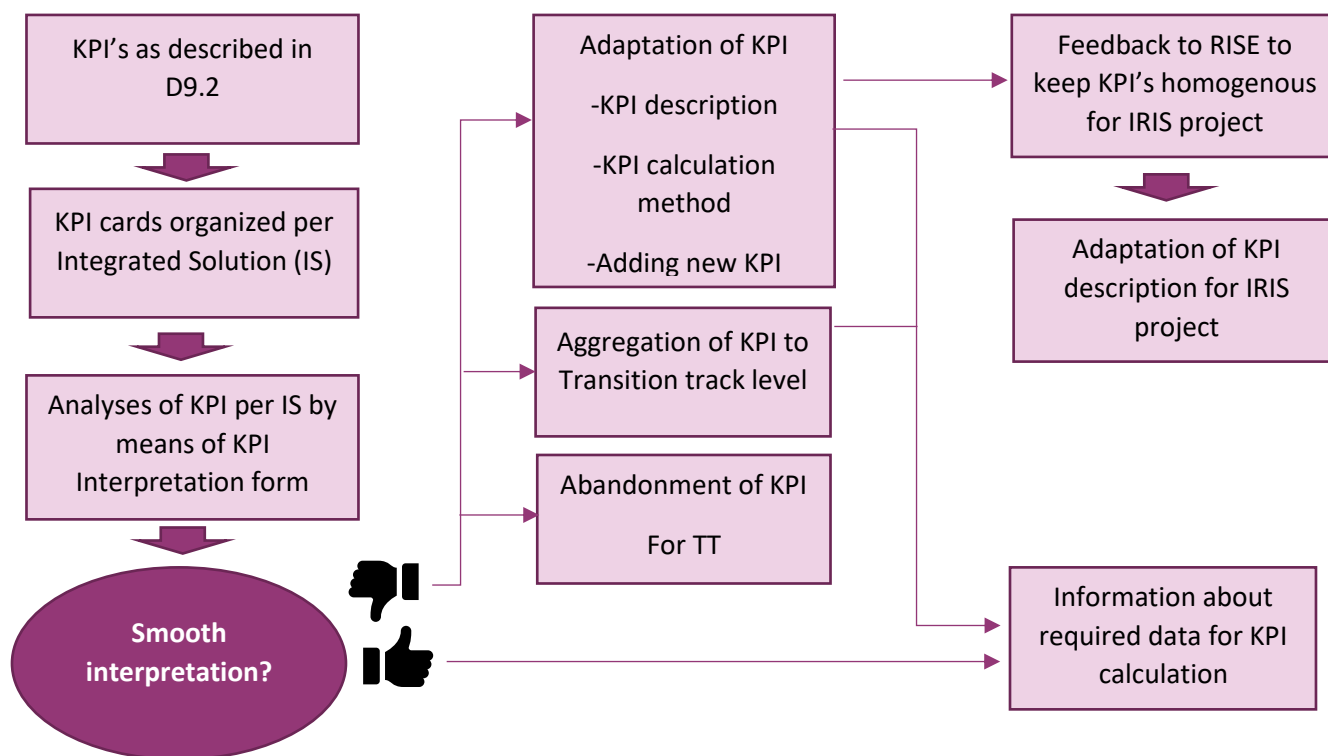 KPI’s as described in
D9.2
KPI cards organized per
Integrated Solution (IS)
Analyses of KPI per IS by
means of KPI
Interpretation form
Smooth
interpretation?
Adaptation of KPI
-KPI description
-KPI calculation
method
-Adding new KPI
Aggregation of KPI to
Transition track level
Abandonment of KPI
For TT
Feedback to RISE to
keep KPI’s homogenous
for IRIS project
Adaptation of KPI
description for IRIS
project
Information about
required data for KPI
calculation